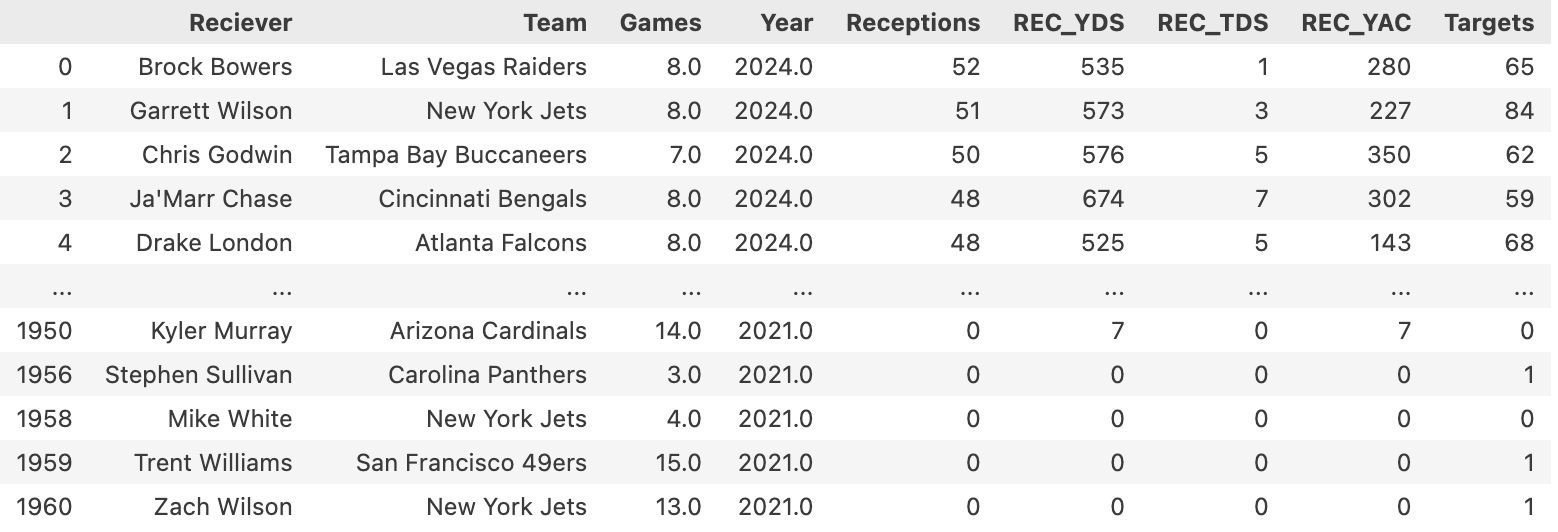 Reciever Team Games Year Receptions REC_YDS REC_TDS REC_YAC Targets
0 Brock Bowers Las Vegas Raiders 8.0 2024.0 52 535 1 280 65
1 Garrett Wilson New York Jets 8.0 2024.0 51 573 3 227 84
2 Chris Godwin Tampa Bay Buccaneers 7.0 2024.0 50 576 5 350 62
3 Ja'Marr Chase Cincinnati Bengals 8.0 2024.0 48 674 7 302 59
4 Drake London Atlanta Falcons 8.0 2024.0 48 525 5 143 68
... ... ... ... ... ... ... ... ... ...
1950 Kyler Murray Arizona Cardinals 14.0 2021.0 0 7 0 7 0
1956 Stephen Sullivan Carolina Panthers 3.0 2021.0 0 0 0 0 1
1958 Mike White New York Jets 4.0 2021.0 0 0 0 0 0
1959 Trent Williams San Francisco 49ers 15.0 2021.0 0 0 0 0 1
1960 Zach Wilson New York Jets 13.0 2021.0 0 0 0 0 1